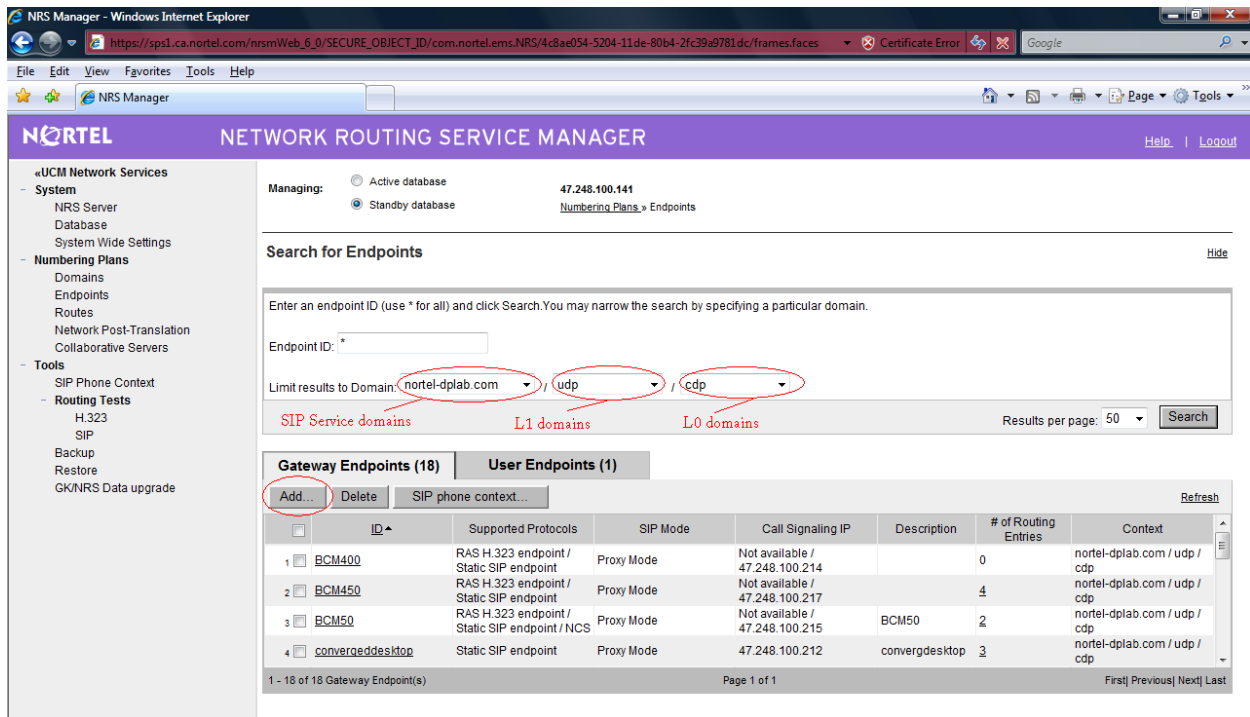 NRS Manager - Windows Internet Explorer
https://sps1.ca.nortel.com/nrsmWeb_6_0/SECURE_OBJECT_ID/com.nortel.ems.NRS/4c8ae054-5204-11de-80b4-2fc39a9781dc/frames.faces Certificate Error Google
File Edit View Favorites Tools Help
NRS Manager Page Tools
NORTEL NETWORK ROUTING SERVICE MANAGER Help | Logout
«UCM Network Services
- System
NRS Server
Database
System Wide Settings
- Numbering Plans
Domains
Endpoints
Routes
Network Post-Translation
Collaborative Servers
- Tools
SIP Phone Context
- Routing Tests
H.323
SIP
Backup
Restore
GK/NRS Data upgrade
Managing: Active database 47.248.100.141
Standby database Numbering Plans » Endpoints
Search for Endpoints Hide
Enter an endpoint ID (use * for all) and click Search.You may narrow the search by specifying a particular domain.
Endpoint ID: *
Limit results to Domain: nortel-dplab.com / udp / cdp
SIP Service domains L1 domains L0 domains
Results per page: 50 Search
Gateway Endpoints (18) User Endpoints (1)
Add... Delete SIP phone context... Refresh
ID Supported Protocols SIP Mode Call Signaling IP Description # of Routing Entries Context
1 BCM400 RAS H.323 endpoint / Static SIP endpoint Proxy Mode Not available / 47.248.100.214 0 nortel-dplab.com / udp / cdp
2 BCM450 RAS H.323 endpoint / Static SIP endpoint Proxy Mode Not available / 47.248.100.217 4 nortel-dplab.com / udp / cdp
3 BCM50 RAS H.323 endpoint / Static SIP endpoint / NCS Proxy Mode Not available / 47.248.100.215 BCM50 2 nortel-dplab.com / udp / cdp
4 convergeddesktop Static SIP endpoint Proxy Mode 47.248.100.212 convergdesktop 3 nortel-dplab.com / udp / cdp
1 - 18 of 18 Gateway Endpoint(s) Page 1 of 1 First| Previous| Next| Last